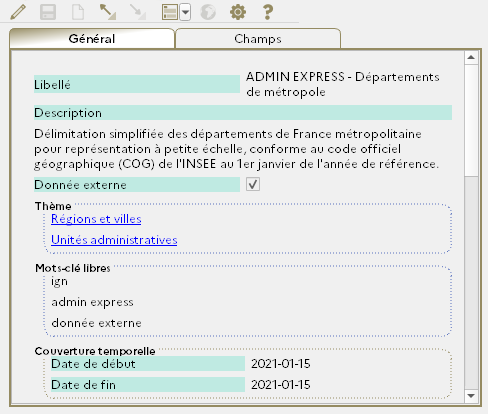 ?
Général Champs
Libellé ADMIN EXPRESS - Départements
de métropole
Description
Délimitation simplifiée des départements de France métropolitaine
pour représentation à petite échelle, conforme au code officiel
géographique (COG) de l'INSEE au 1er janvier de l'année de référence.
Donnée externe
Thème
Régions et villes
Unités administratives
Mots-clé libres
ign
admin express
donnée externe
Couverture temporelle
Date de début 2021-01-15
Date de fin 2021-01-15